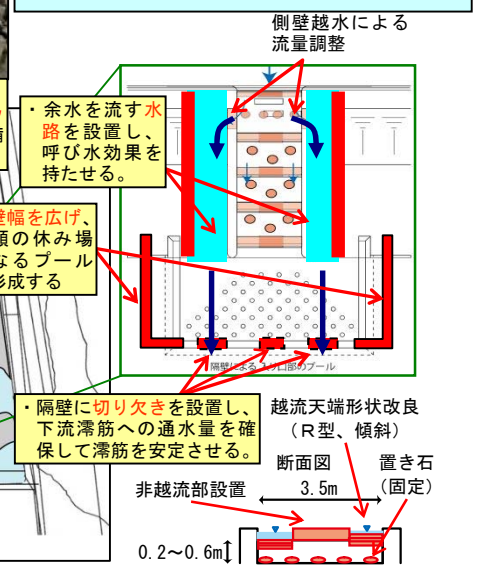 側壁越水による
流量調整
・余水を流す水
路を設置し、
呼び水効果を
持たせる。
壁幅を広げ、
類の休み場
なるプール
形成する
隔壁による入り口部のプール
・隔壁に切り欠きを設置し、
下流澪筋への通水量を確
保して澪筋を安定させる。
越流天端形状改良
(R型、傾斜)
断面図
置き石
(固定)
非越流部設置
3.5m
0.2～0.6m